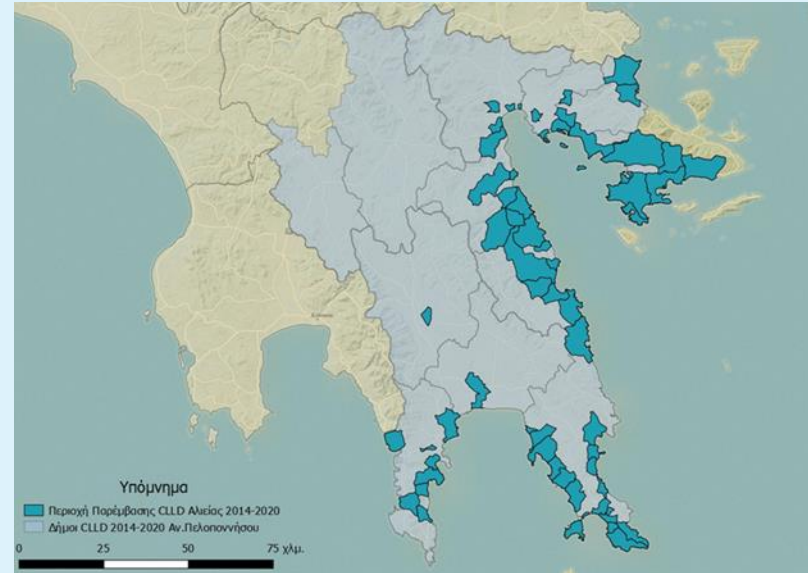 Υπόμνημα
Περιοχή Παρέμβασης CLLD Αλιείας 2014-2020
Δήμοι CLLD 2014-2020 Αν.Πελοποννήσου
0 25 50 75 χλμ.